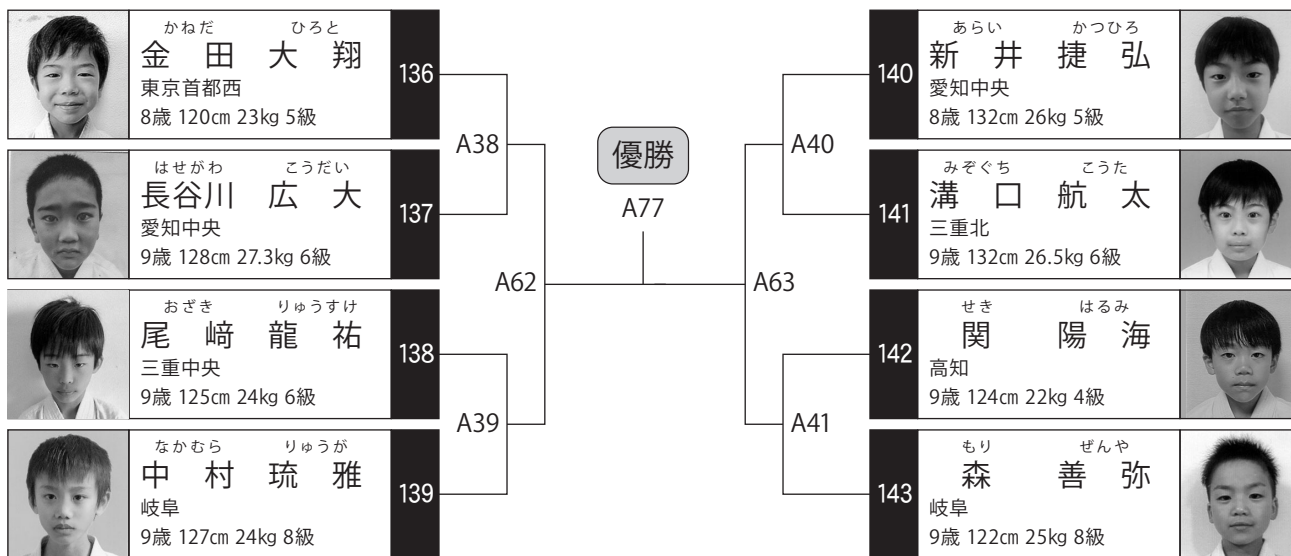 かねだ ひろと
金田 大翔
東京首都西
8歳 120㎝ 23kg 5級
136
はせがわ こうだい
長谷川 広大
愛知中央
9歳 128㎝ 27.3kg 6級
137
おざき りゅうすけ
尾﨑 龍祐
三重中央
9歳 125㎝ 24kg 6級
138
なかむら りゅうが
中村 琉雅
岐阜
9歳 127㎝ 24kg 8級
139
A38
A39
A62
優勝
A77
A63
A40
A41
140
あらい かつひろ
新井 捷弘
愛知中央
8歳 132㎝ 26kg 5級
141
みぞぐち こうた
溝口 航太
三重北
9歳 132㎝ 26.5kg 6級
142
せき はるみ
関 陽海
高知
9歳 124㎝ 22kg 4級
143
もり ぜんや
森 善弥
岐阜
9歳 122㎝ 25kg 8級